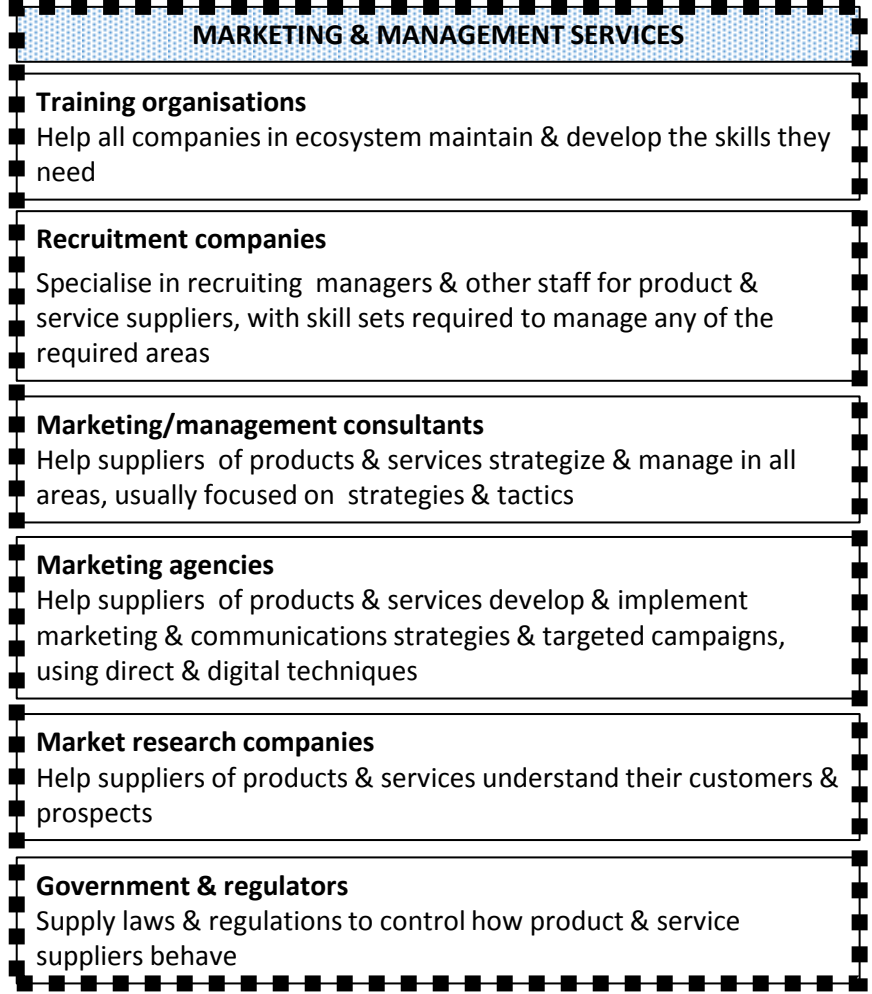 MARKETING & MANAGEMENT SERVICES
Training organisations
Help all companies in ecosystem maintain & develop the skills they
need
Recruitment companies
Specialise in recruiting  managers & other staff for product &
service suppliers, with skill sets required to manage any of the
required areas
Marketing/management consultants
Help suppliers  of products & services strategize & manage in all
areas, usually focused on  strategies & tactics
Marketing agencies
Help suppliers  of products & services develop & implement
marketing & communications strategies & targeted campaigns,
using direct & digital techniques
Market research companies
Help suppliers of products & services understand their customers &
prospects
Government & regulators
Supply laws & regulations to control how product & service
suppliers behave